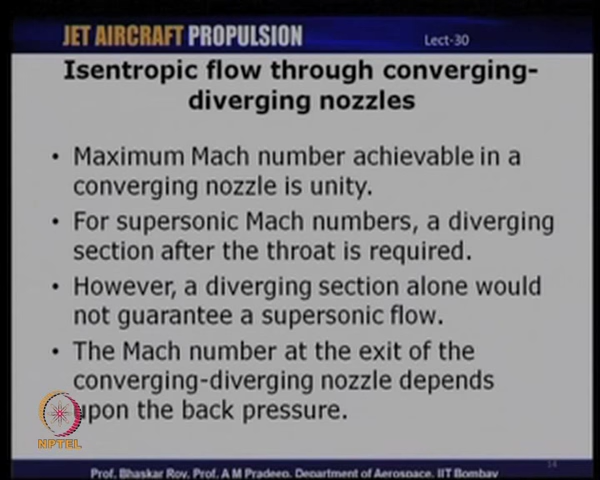 JET AIRCRAFT PROPULSION
Lect-30
Isentropic flow through converging-
diverging nozzles
• Maximum Mach number achievable in a
converging nozzle is unity.
• For supersonic Mach numbers, a diverging
section after the throat is required.
• However, a diverging section alone would
not guarantee a supersonic flow.
• The Mach number at the exit of the
converging-diverging nozzle depends
upon the back pressure.
NPTEL
14
Prof. Bhaskar Roy, Prof. A M Pradeep, Department of Aerospace, IIT Bombay